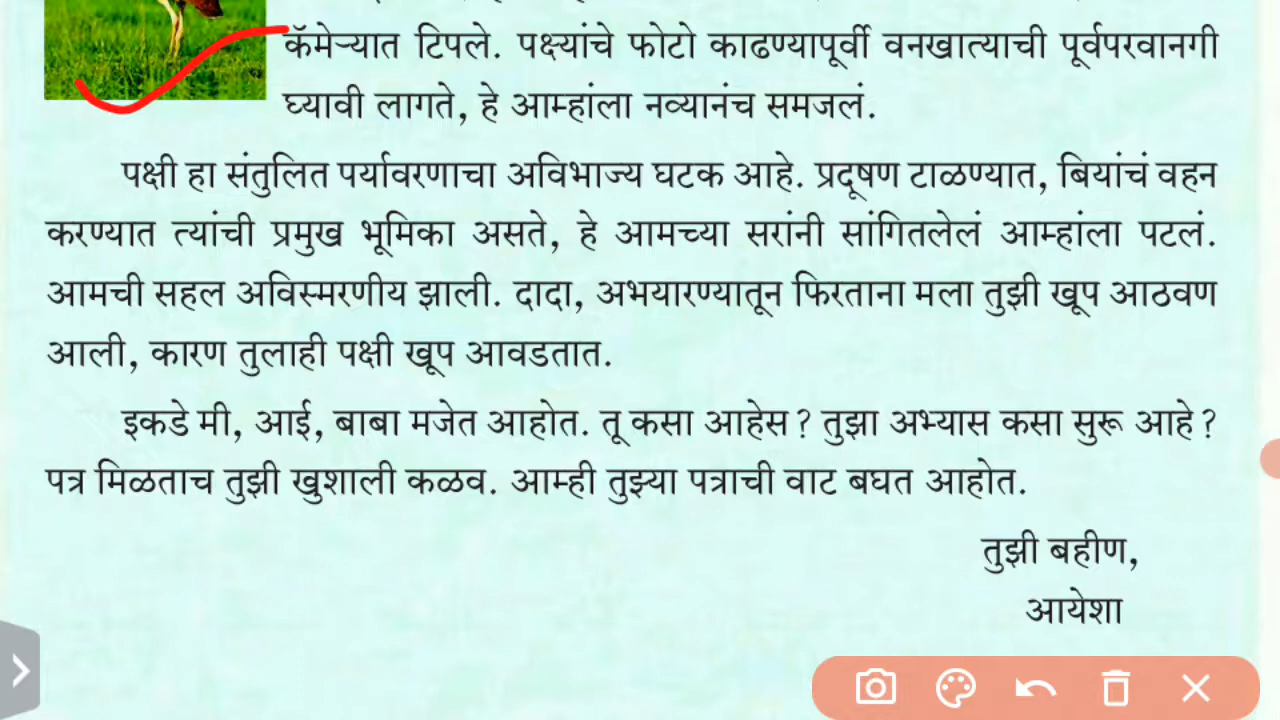 कॅमेऱ्यात टिपले. पक्ष्यांचे फोटो काढण्यापूर्वी वनखात्याची पूर्वपरवानगी
घ्यावी लागते, हे आम्हांला नव्यानंच समजलं.
पक्षी हा संतुलित पर्यावरणाचा अविभाज्य घटक आहे. प्रदूषण टाळण्यात, बियांचं वहन
करण्यात त्यांची प्रमुख भूमिका असते, हे आमच्या सरांनी सांगितलेलं आम्हांला पटलं.
आमची सहल अविस्मरणीय झाली. दादा, अभयारण्यातून फिरताना मला तुझी खूप आठवण
आली, कारण तुलाही पक्षी खूप आवडतात.
इकडे मी, आई, बाबा मजेत आहोत. तू कसा आहेस? तुझा अभ्यास कसा सुरू आहे?
पत्र मिळताच तुझी खुशाली कळव. आम्ही तुझ्या पत्राची वाट बघत आहोत.
तुझी बहीण,
आयेशा